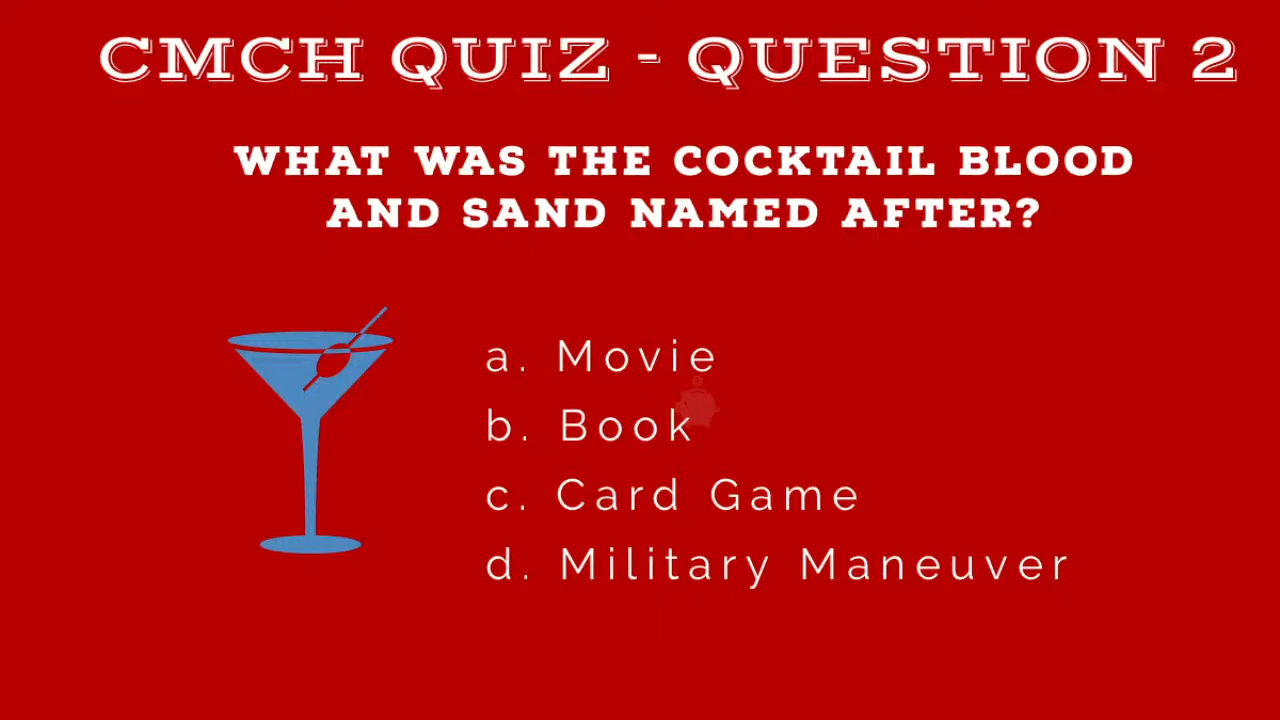 CMCH QUIZ - QUESTION 2
WHAT WAS THE COCKTAIL BLOOD
AND SAND NAMED AFTER?
a. Movie
b. Book
c. Card Game
d. Military Maneuver